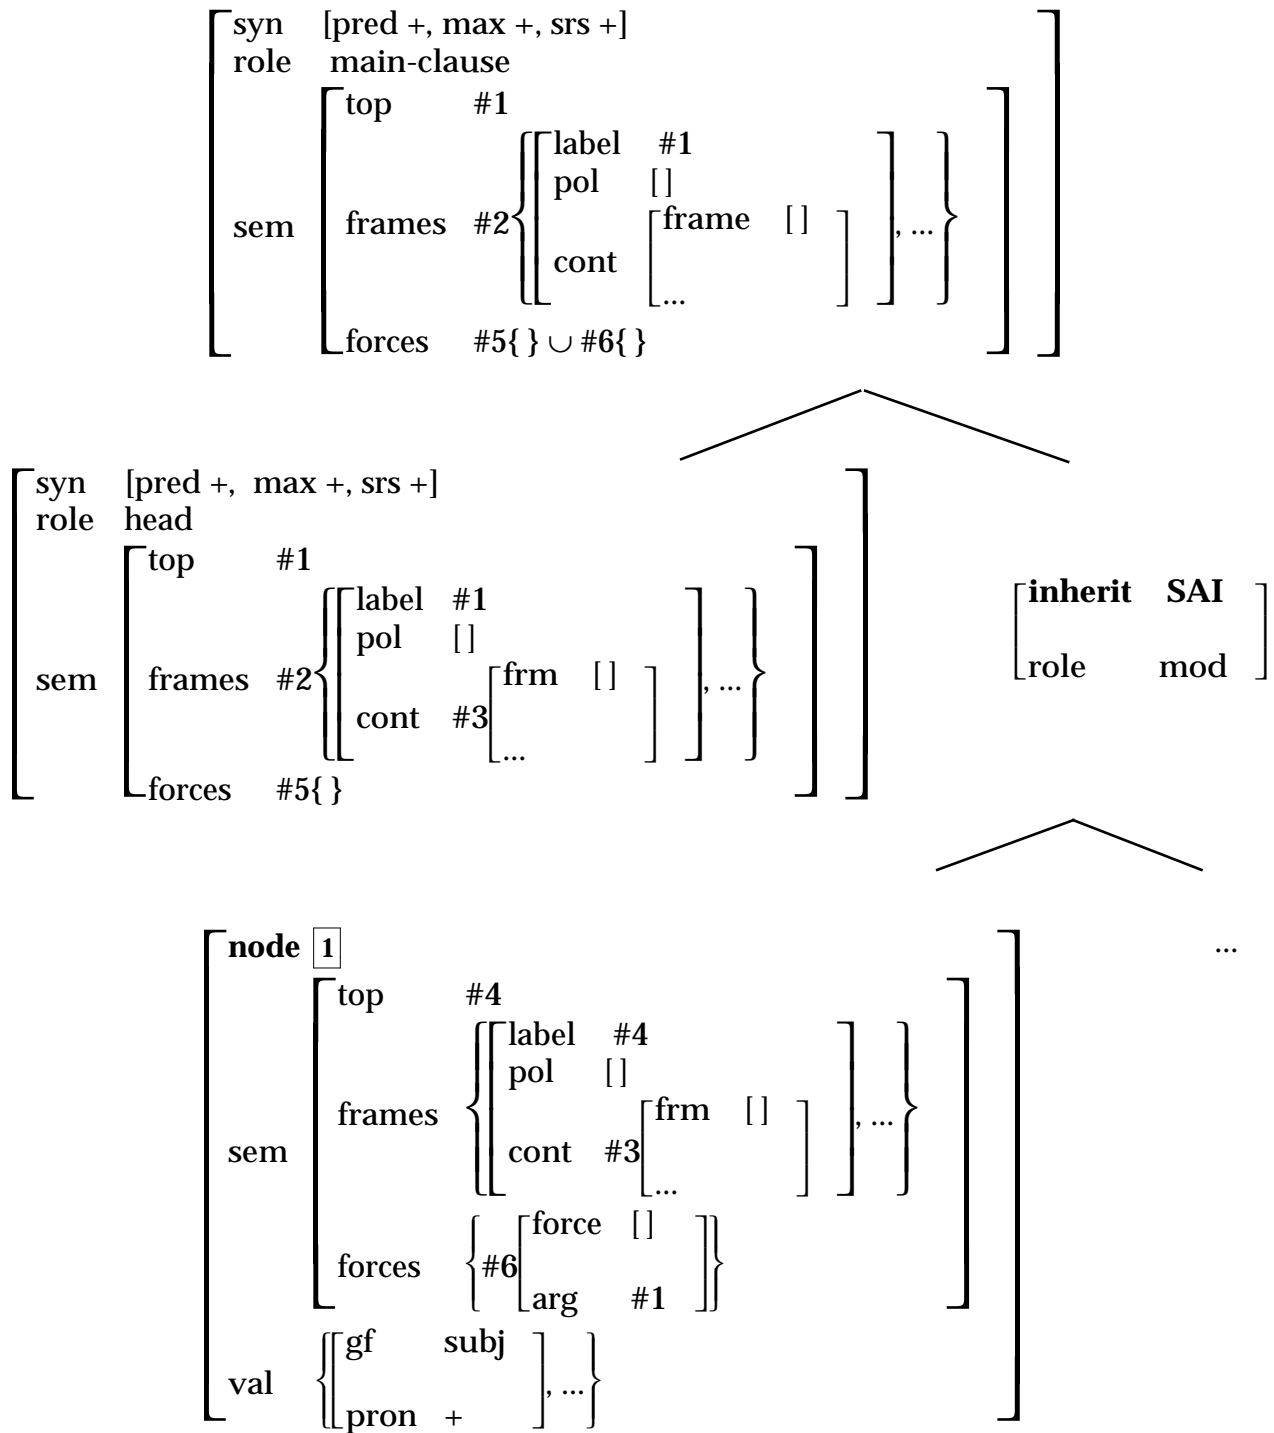 syn [pred +, max +, srs +]
role main-clause
top #1
label #1
pol [ ]
frame [ ]
sem frames #2 , ...
cont
...
forces #5{ } ∪ #6{ }
syn [pred +, max +, srs +]
role head
top #1
label #1
pol [ ]
frm [ ]
sem frames #2 , ...
cont #3
...
forces #5{ }
inherit SAI
role mod
node 1
...
top #4
label #4
pol [ ]
frm [ ]
frames , ...
sem cont #3
...
force [ ]
forces #6
arg #1
gf subj
val , ...
pron +